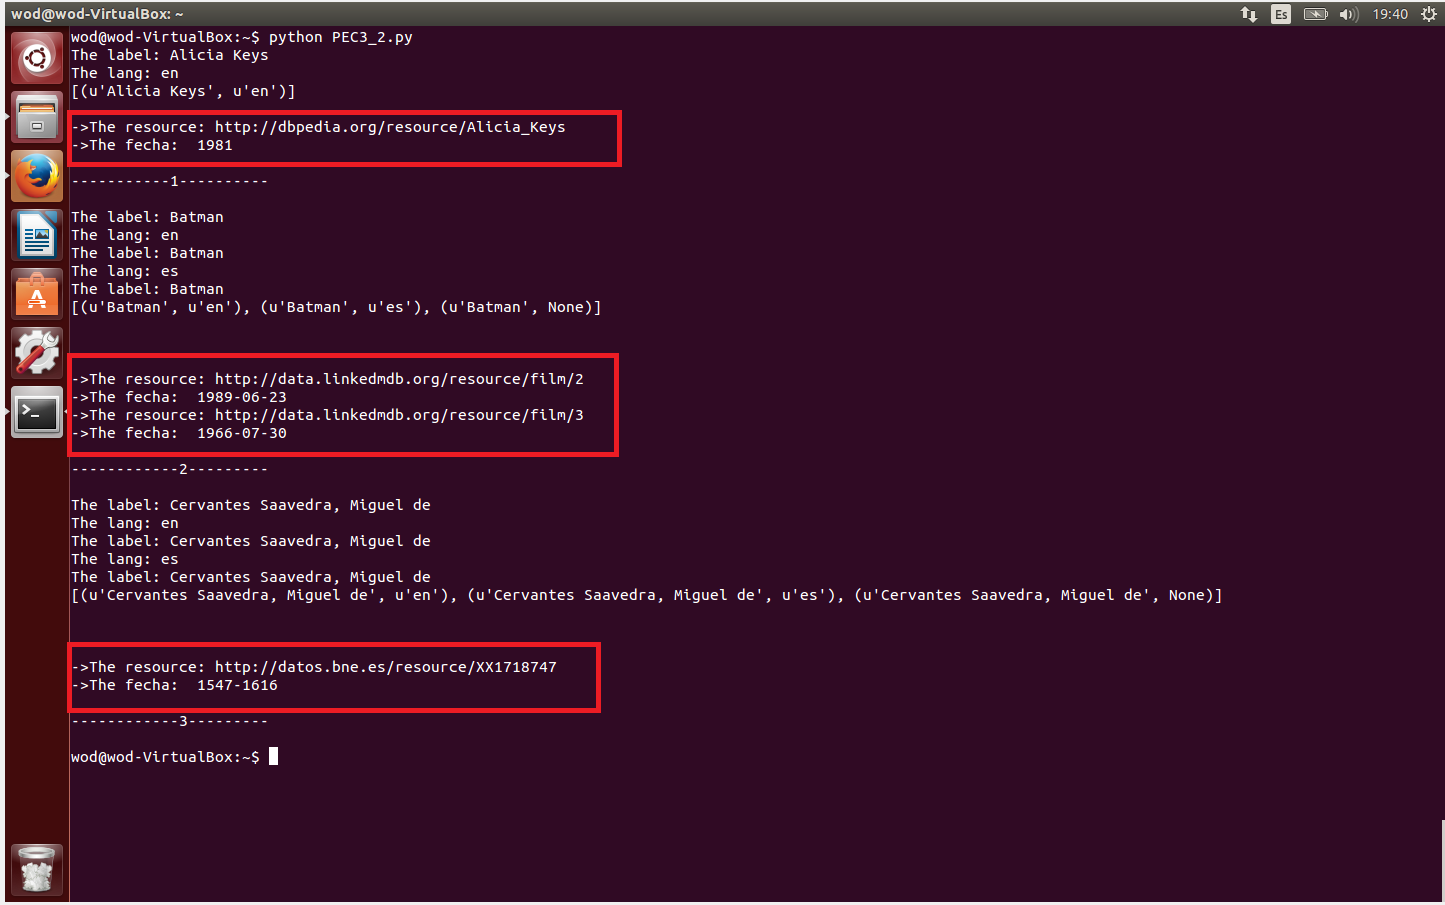 wod@wod-VirtualBox: ~
Es
19:40
wod@wod-VirtualBox:~$ python PEC3_2.py
The label: Alicia Keys
The lang: en
[(u'Alicia Keys', u'en')]
->The resource: http://dbpedia.org/resource/Alicia_Keys
->The fecha:  1981
-----------1----------
The label: Batman
The lang: en
The label: Batman
The lang: es
The label: Batman
[(u'Batman', u'en'), (u'Batman', u'es'), (u'Batman', None)]
->The resource: http://data.linkedmdb.org/resource/film/2
->The fecha:  1989-06-23
->The resource: http://data.linkedmdb.org/resource/film/3
->The fecha:  1966-07-30
------------2---------
The label: Cervantes Saavedra, Miguel de
The lang: en
The label: Cervantes Saavedra, Miguel de
The lang: es
The label: Cervantes Saavedra, Miguel de
[(u'Cervantes Saavedra, Miguel de', u'en'), (u'Cervantes Saavedra, Miguel de', u'es'), (u'Cervantes Saavedra, Miguel de', None)]
->The resource: http://datos.bne.es/resource/XX1718747
->The fecha:  1547-1616
------------3---------
wod@wod-VirtualBox:~$